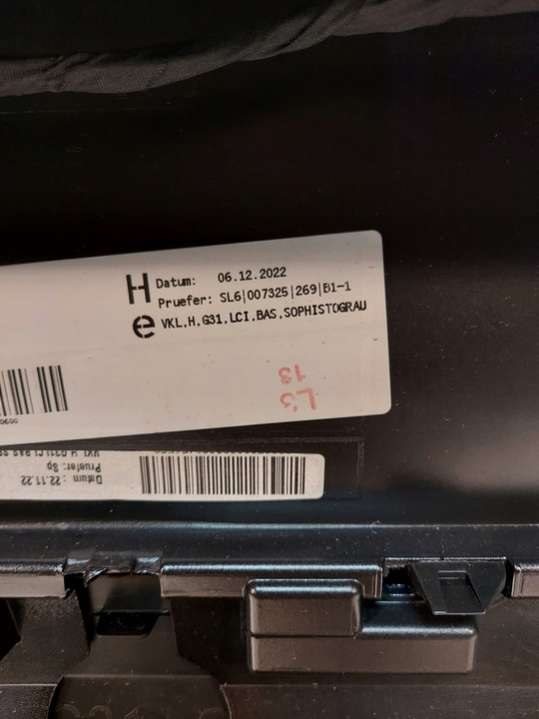 H Datum: 06.12.2022
Pruefer: SL6|007325|269|B1-1
e VKL,H,G31,LCI,BAS,SOPHISTOGRAU
L3
13
Datum : 22.11.22
Pruefer: Sp